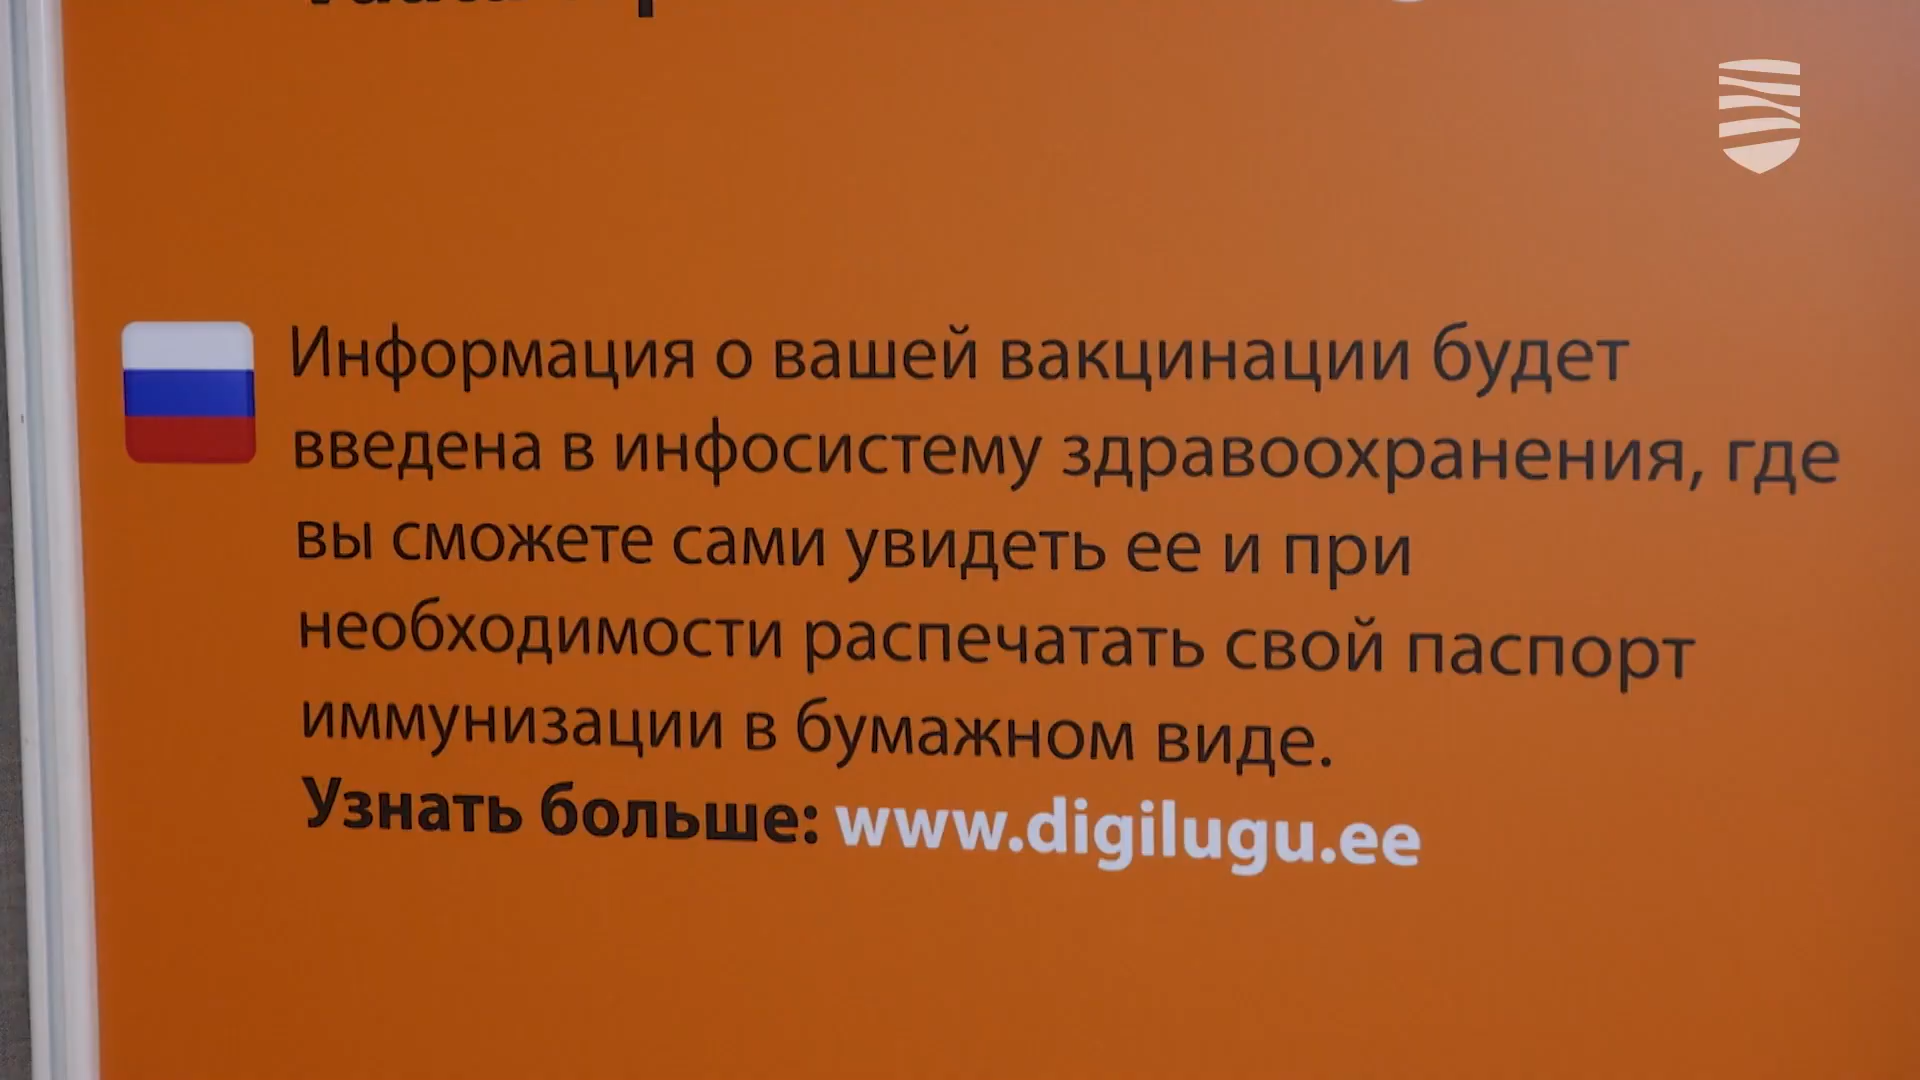 Информация о вашей вакцинации будет
введена в инфосистему здравоохранения, где
вы сможете сами увидеть ее и при
необходимости распечатать свой паспорт
иммунизации в бумажном виде.
Узнать больше: www.digilugu.ee